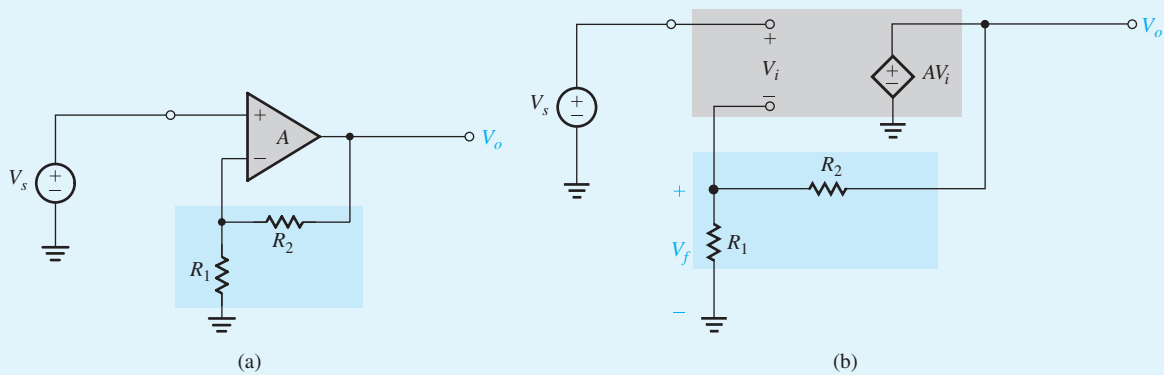 +
−
A
V_o
V_s
+
−
R_2
R_1
(a)
V_o
+
V_i
−
+
−
AV_i
V_s
+
−
R_2
+
V_f
R_1
−
(b)